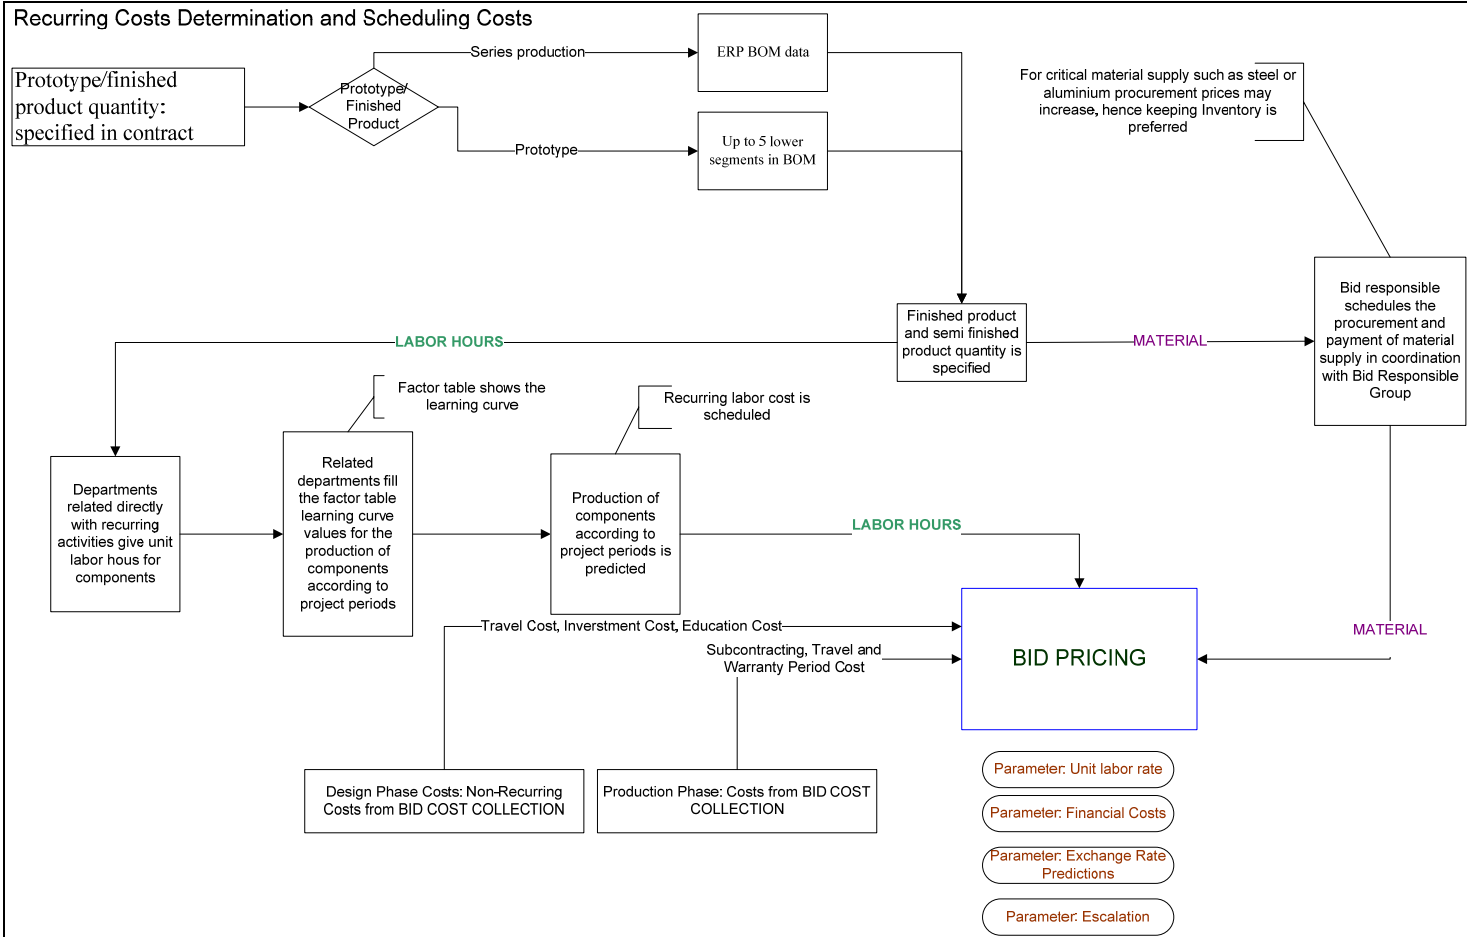 Recurring Costs Determination and Scheduling Costs
Prototype/finished
product quantity:
specified in contract
Prototype/
Finished
Product
Series production
ERP BOM data
Prototype
Up to 5 lower
segments in BOM
For critical material supply such as steel or
aluminium procurement prices may
increase, hence keeping Inventory is
preferred
Finished product
and semi finished
product quantity is
specified
MATERIAL
Bid responsible
schedules the
procurement and
payment of material
supply in coordination
with Bid Responsible
Group
LABOR HOURS
Factor table shows the
learning curve
Recurring labor cost is
scheduled
Departments
related directly
with recurring
activities give unit
labor hous for
components
Related
departments fill
the factor table
learning curve
values for the
production of
components
according to
project periods
Production of
components
according to
project periods is
predicted
LABOR HOURS
Travel Cost, Inverstment Cost, Education Cost
Subcontracting, Travel and
Warranty Period Cost
BID PRICING
MATERIAL
Design Phase Costs: Non-Recurring
Costs from BID COST COLLECTION
Production Phase: Costs from BID COST
COLLECTION
Parameter: Unit labor rate
Parameter: Financial Costs
Parameter: Exchange Rate
Predictions
Parameter: Escalation